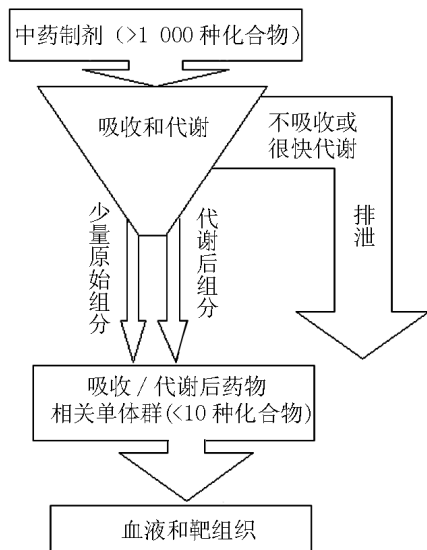 中药制剂（>1 000 种化合物）
吸收和代谢
不吸收或
很快代谢
排泄
少量原始组分
代谢后组分
吸收/代谢后药物
相关单体群(<10 种化合物)
血液和靶组织